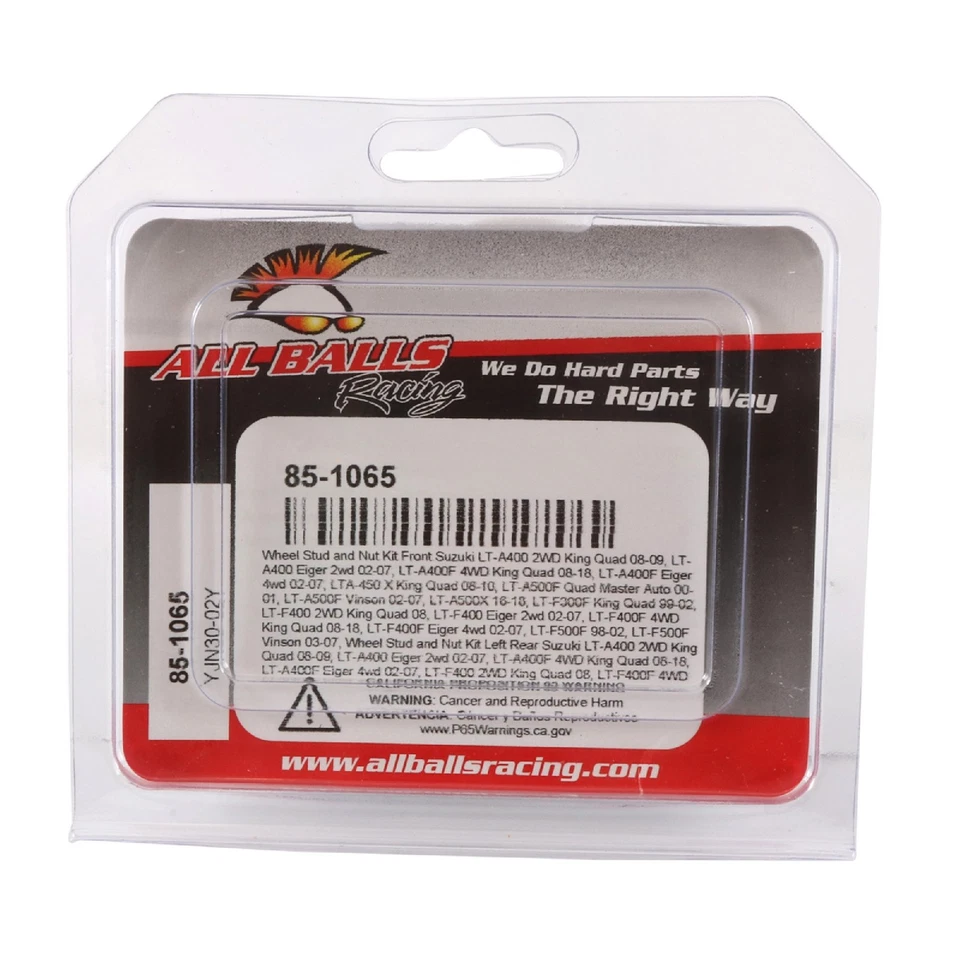 ALL BALLS
Racing
We Do Hard Parts
The Right Way
85-1065
Wheel Stud and Nut Kit Front Suzuki LT-A400 2WD King Quad 08-09, LT-
A400 Eiger 2wd 02-07, LT-A400F 4WD King Quad 08-18, LT-A400F Eiger
4wd 02-07, LTA-450 X King Quad 08-10, LT-A500F Quad Master Auto 00-
01, LT-A500F Vinson 02-07, LT-A500X 16-18, LT-F300F King Quad 99-02,
LT-F400 2WD King Quad 08, LT-F400 Eiger 2wd 02-07, LT-F400F 4WD
King Quad 08-18, LT-F400F Eiger 4wd 02-07, LT-F500F 98-02, LT-F500F
Vinson 03-07, Wheel Stud and Nut Kit Left Rear Suzuki LT-A400 2WD King
Quad 08-09, LT-A400 Eiger 2wd 02-07, LT-A400F 4WD King Quad 08-18,
LT-A400F Eiger 4wd 02-07, LT-F400 2WD King Quad 08, LT-F400F 4WD
CALIFORNIA PROPOSITION 65 WARNING
WARNING: Cancer and Reproductive Harm
ADVERTENCIA: Cáncer y Daños Reproductivos
www.P65Warnings.ca.gov
85-1065
YJN30-02Y
www.allballsracing.com